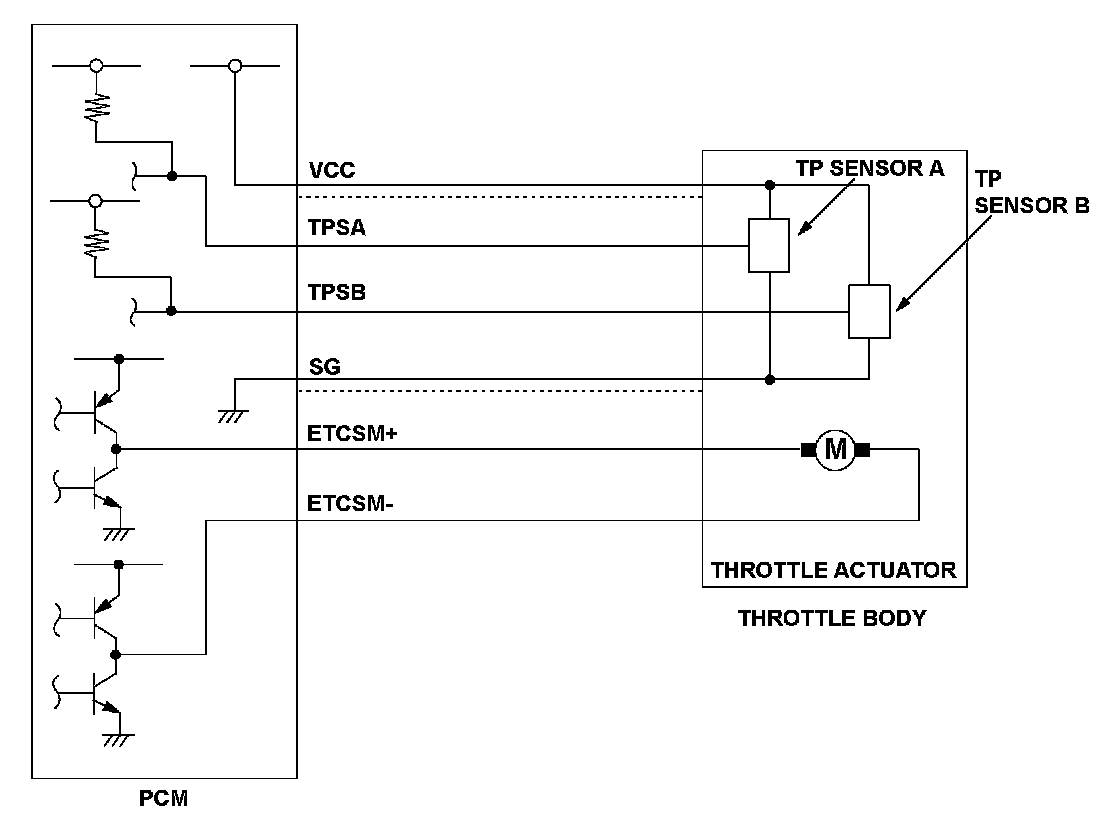 VCC
TP SENSOR A
TP
SENSOR B
TPSA
TPSB
SG
ETCSM+
M
ETCSM-
THROTTLE ACTUATOR
THROTTLE BODY
PCM